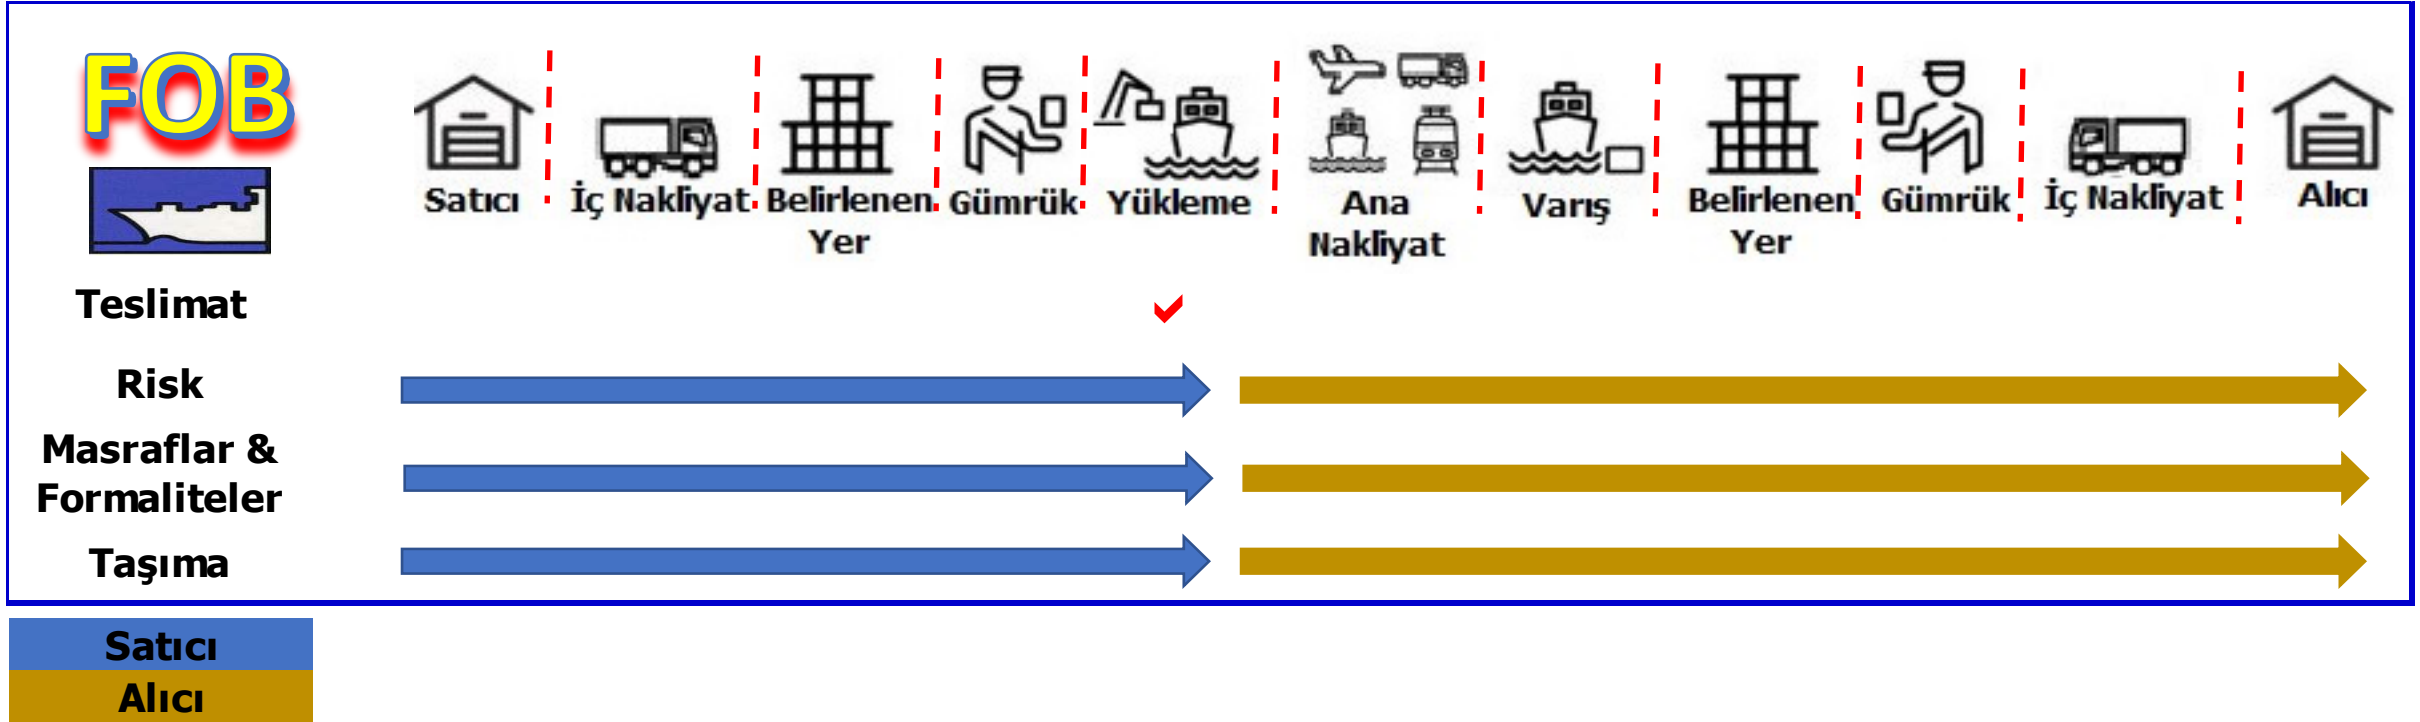 FOB
Satıcı
İç Nakliyat
Belirlenen
Yer
Gümrük
Yükleme
Ana
Nakliyat
Varış
Belirlenen
Yer
Gümrük
İç Nakliyat
Alıcı
Teslimat
Risk
Masraflar &
Formaliteler
Taşıma
Satıcı
Alıcı